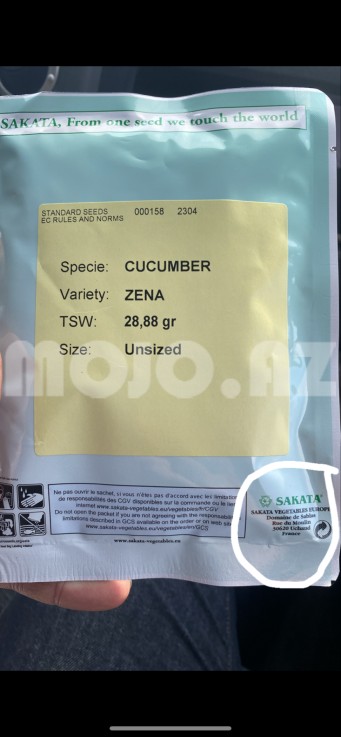 SAKATA, From one seed we touch the world
STANDARD SEEDS 000158 2304
EC RULES AND NORMS
Specie: CUCUMBER
Variety: ZENA
TSW: 28,88 gr
Size: Unsized
MOJO.AZ
Ne pas ouvrir le sachet, si vous n'êtes pas d'accord avec les limitation
de responsabilités des CGV disponibles sur la commande ou le
internet www.sakata-vegetables.eu/vegetables/fr/CGV
Do not open the packet if you are not agreeing with the responsabi
limitations described in GCS available on the order or on web site
www.sakata-vegetables.eu/vegetables/en/GCS
www.sakata-vegetables.eu
SAKATA
SAKATA VEGETABLES EUROPE
Domaine de Sablas
Rue du Moulin
30620 Uchaud
France